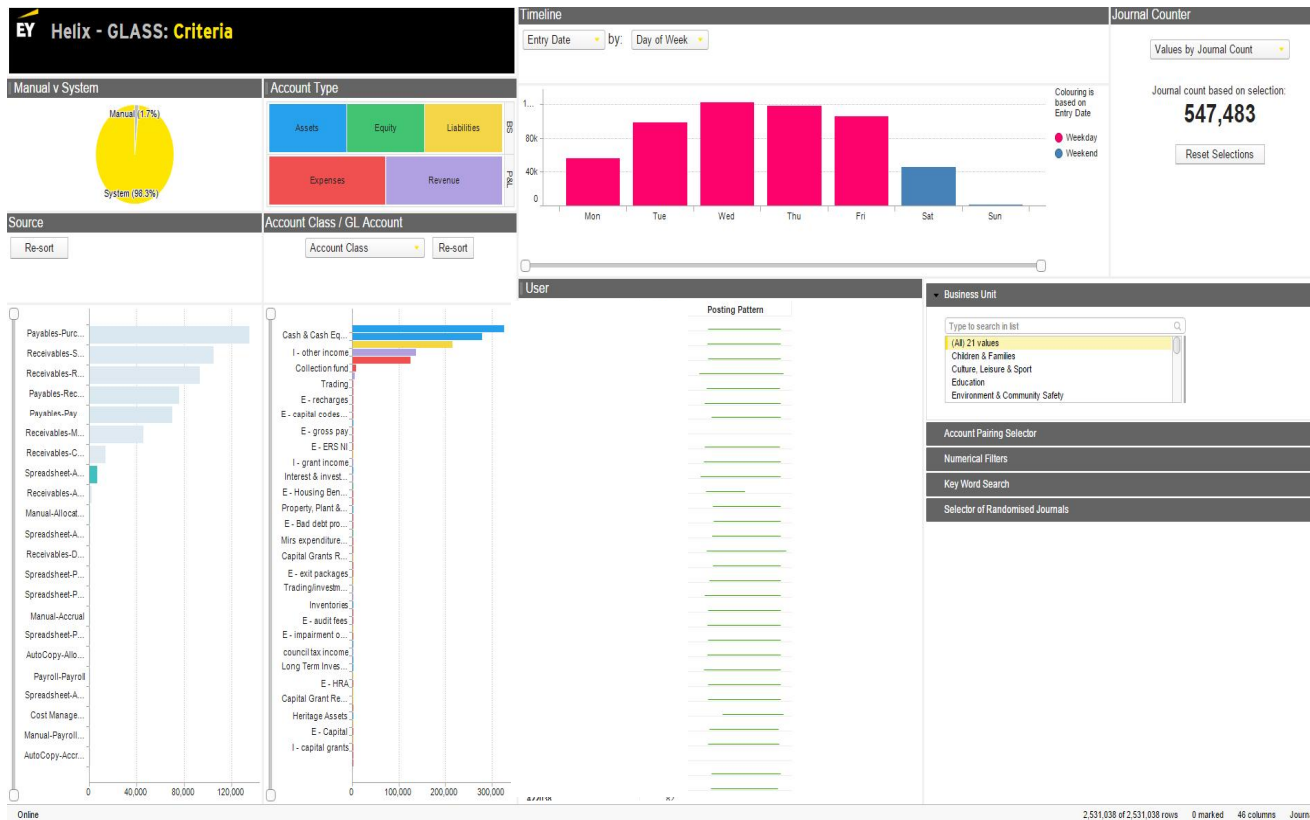 EY Helix - GLASS: Criteria
Timeline
Entry Date by: Day of Week
Journal Counter
Values by Journal Count
Journal count based on selection:
547,483
Reset Selections
Manual v System
Manual (1.7%)
System (98.3%)
Account Type
Assets
Equity
Liabilities
BS
Expenses
Revenue
P&L
1...
80k
40k
0
Mon
Tue
Wed
Thu
Fri
Sat
Sun
Colouring is
based on
Entry Date
Weekday
Weekend
Source
Re-sort
Payables-Purc...
Receivables-S...
Receivables-R...
Payables-Rec...
Payables-Pay
Receivables-M...
Receivables-C...
Spreadsheet-A...
Receivables-A...
Manual-Allocat...
Spreadsheet-A...
Receivables-D...
Spreadsheet-P...
Spreadsheet-P...
Manual-Accrual
Spreadsheet-P...
AutoCopy-Allo...
Payroll-Payroll
Spreadsheet-A...
Cost Manage...
Manual-Payroll...
AutoCopy-Accr...
0
40,000
80,000
120,000
Account Class / GL Account
Account Class
Re-sort
Cash & Cash Eq...
I - other income
Collection fund
Trading
E - recharges
E - capital codes...
E - gross pay
E - ERS NI
I - grant income
Interest & invest...
E - Housing Ben...
Property, Plant &...
E - Bad debt pro...
Mirs expenditure...
Capital Grants R...
E - exit packages
Trading/investm...
Inventories
E - audit fees
E - impairment o...
council tax income
Long Term Inves...
E - HRA
Capital Grant Re...
Heritage Assets
E - Capital
I - capital grants
0
100,000
200,000
300,000
User
Posting Pattern
Business Unit
Type to search in list
(All) 21 values
Children & Families
Culture, Leisure & Sport
Education
Environment & Community Safety
Account Pairing Selector
Numerical Filters
Key Word Search
Selector of Randomised Journals
Online
2,531,038 of 2,531,038 rows
0 marked
46 columns
Journ